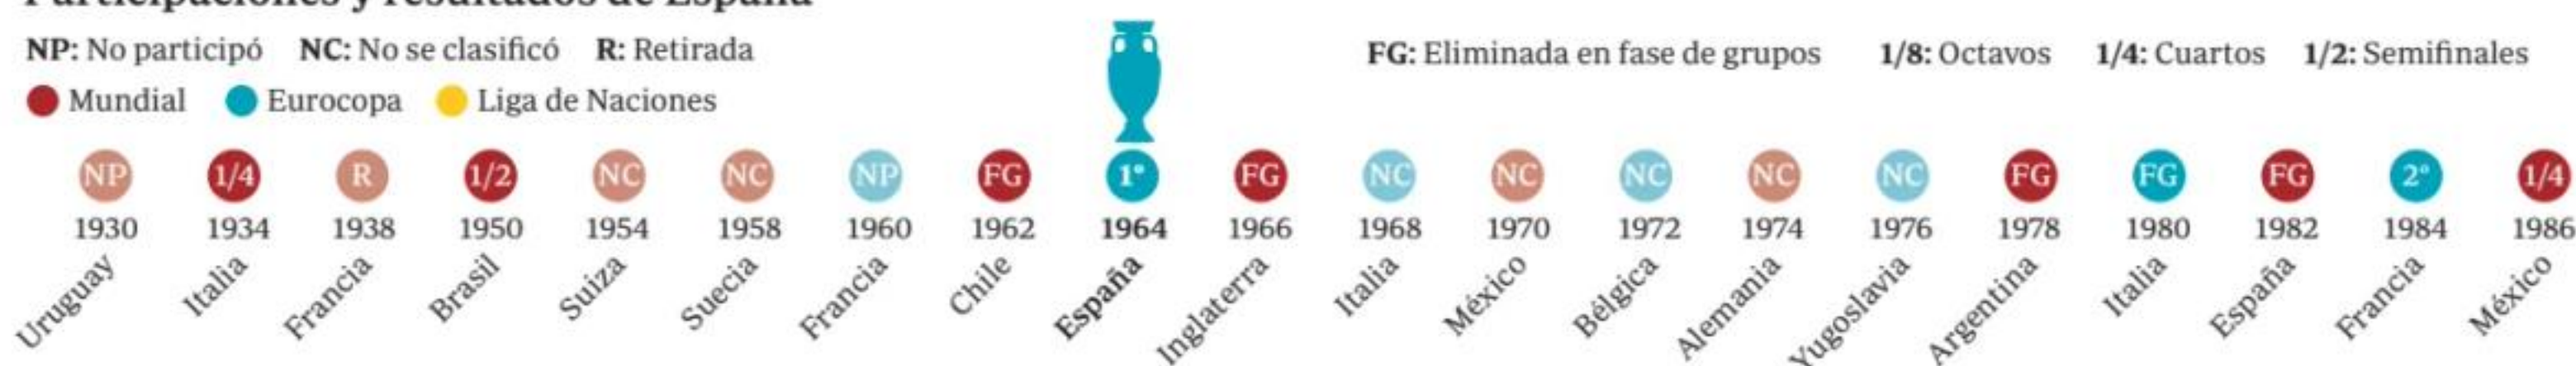 Participaciones y resultados de España
NP: No participó NC: No se clasificó R: Retirada
FG: Eliminada en fase de grupos 1/8: Octavos 1/4: Cuartos 1/2: Semifinales
Mundial Eurocopa Liga de Naciones
NP 1/4 R 1/2 NC NC NP FG 1º FG NC NC NC NC NC FG FG FG 2º 1/4
1930 1934 1938 1950 1954 1958 1960 1962 1964 1966 1968 1970 1972 1974 1976 1978 1980 1982 1984 1986
Uruguay Italia Francia Brasil Suiza Suecia Francia Chile España Inglaterra Italia México Bélgica Alemania Yugoslavia Argentina Italia España Francia México